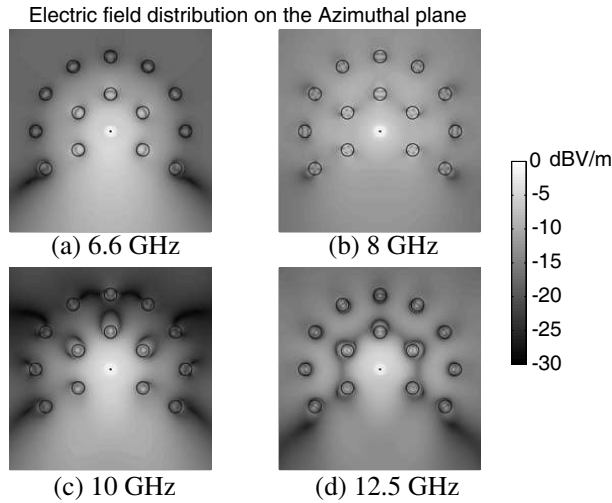 Electric field distribution on the Azimuthal plane
(a) 6.6 GHz
(b) 8 GHz
0 dBV/m
-5
-10
-15
-20
-25
-30
(c) 10 GHz
(d) 12.5 GHz